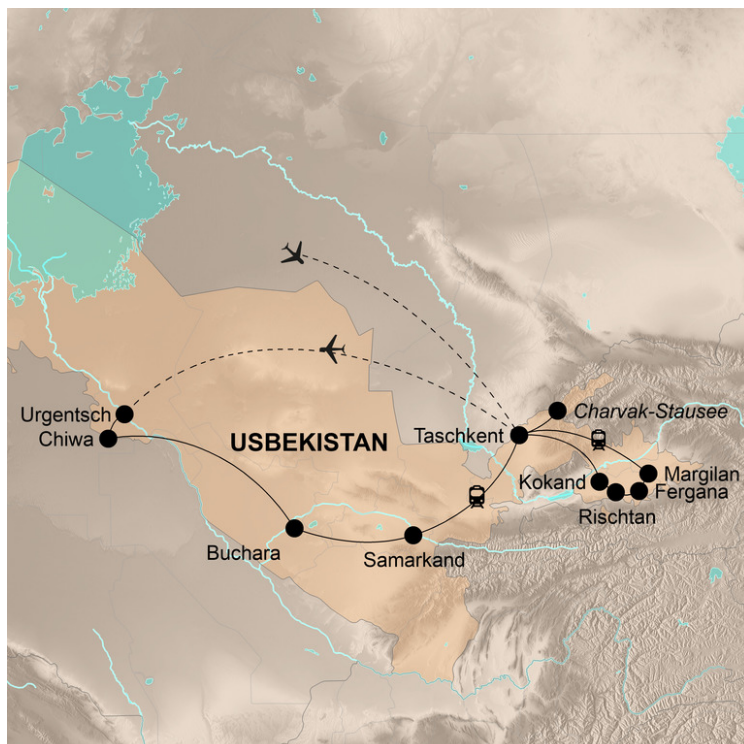 Charvak-Stausee
Urgentsch
Chiwa
USBEKISTAN
Taschkent
Margilan
Kokand
Fergana
Rischtan
Buchara
Samarkand